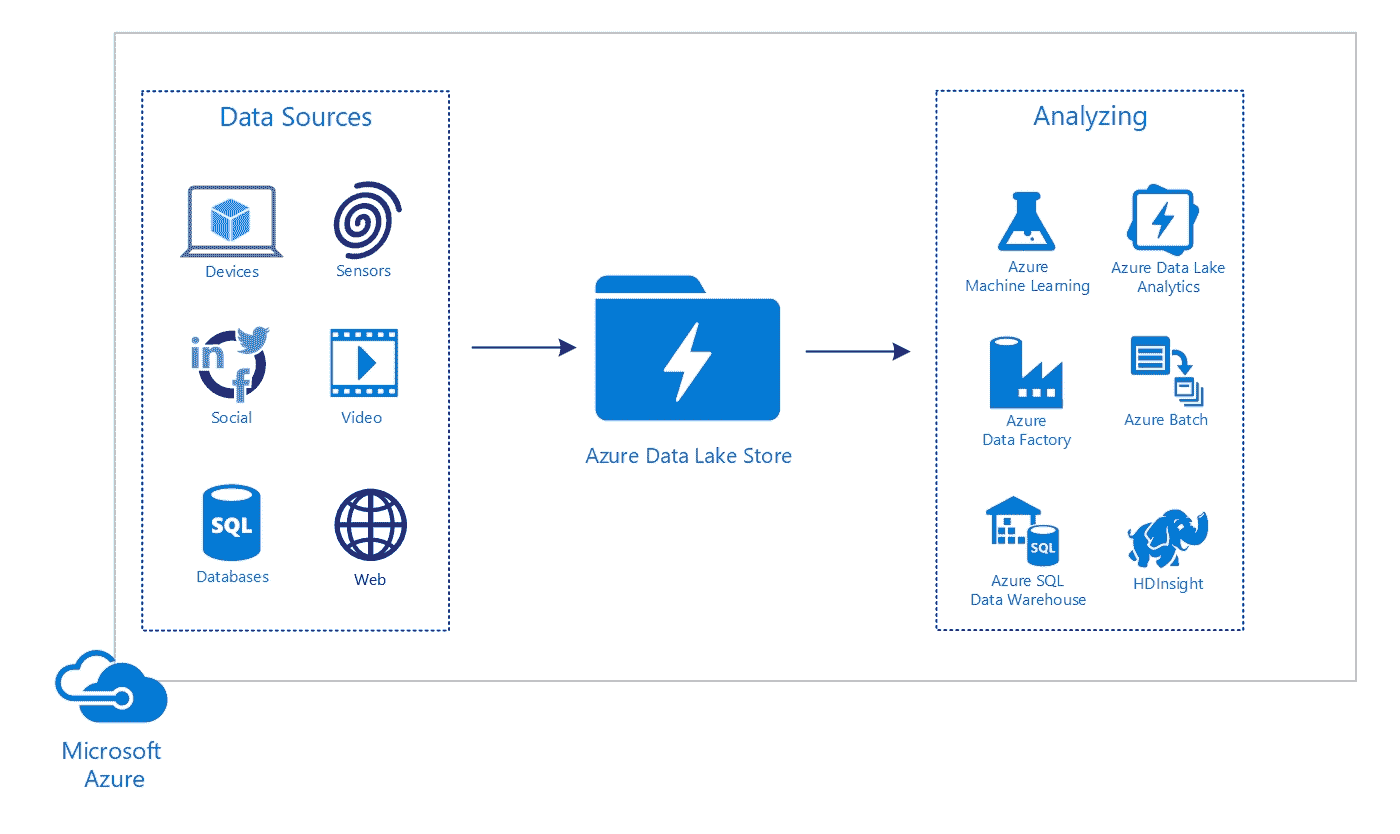 Data Sources
Devices
Sensors
in
f
Social
Video
SQL
Databases
Web
Azure Data Lake Store
Analyzing
Azure
Machine Learning
Azure Data Lake
Analytics
Azure
Data Factory
Azure Batch
SQL
Azure SQL
Data Warehouse
HDInsight
Microsoft
Azure